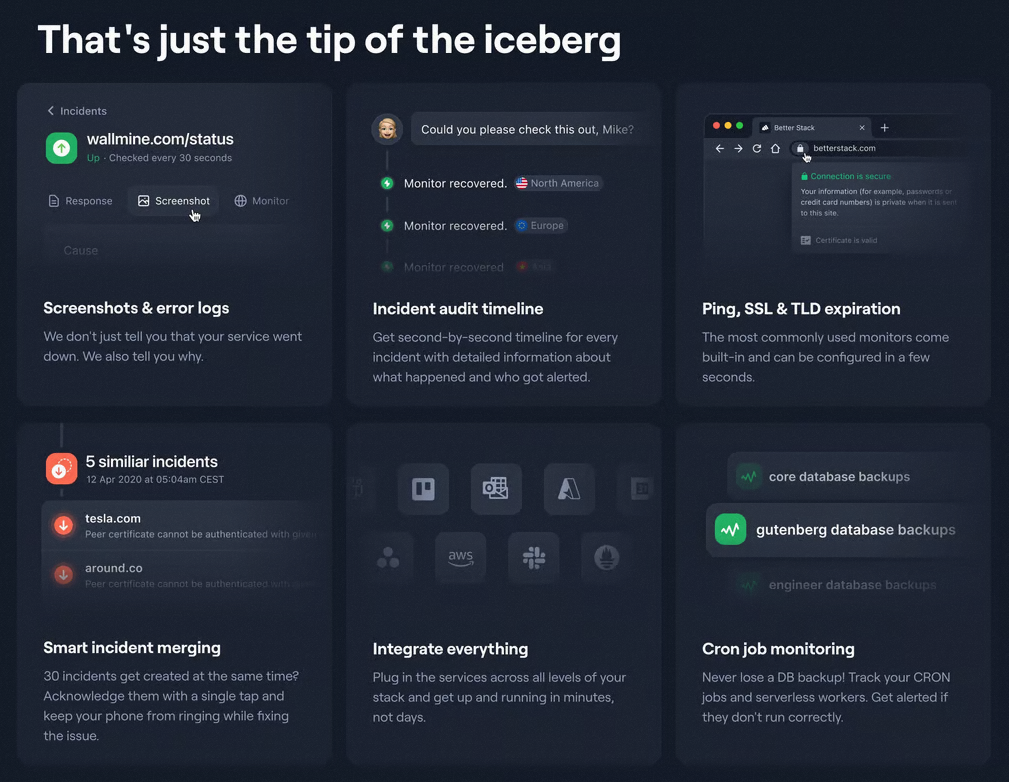 That's just the tip of the iceberg
Incidents
wallmine.com/status
Up · Checked every 30 seconds
Response
Screenshot
Monitor
Cause
Screenshots & error logs
We don't just tell you that your service went
down. We also tell you why.
Could you please check this out, Mike?
Monitor recovered.
North America
Monitor recovered.
Europe
Monitor recovered
Incident audit timeline
Get second-by-second timeline for every
incident with detailed information about
what happened and who got alerted.
Better Stack
betterstack.com
Connection is secure
Your information (for example, passwords or
credit card numbers) is private when it is sent
to this site.
Certificate is valid
Ping, SSL & TLD expiration
The most commonly used monitors come
built-in and can be configured in a few
seconds.
5 similiar incidents
12 Apr 2020 at 05:04am CEST
tesla.com
Peer certificate cannot be authenticated with given
around.co
Peer certificate cannot be authenticated with given
Smart incident merging
30 incidents get created at the same time?
Acknowledge them with a single tap and
keep your phone from ringing while fixing
the issue.
aws
Integrate everything
Plug in the services across all levels of your
stack and get up and running in minutes,
not days.
core database backups
gutenberg database backups
engineer database backups
Cron job monitoring
Never lose a DB backup! Track your CRON
jobs and serverless workers. Get alerted if
they don't run correctly.